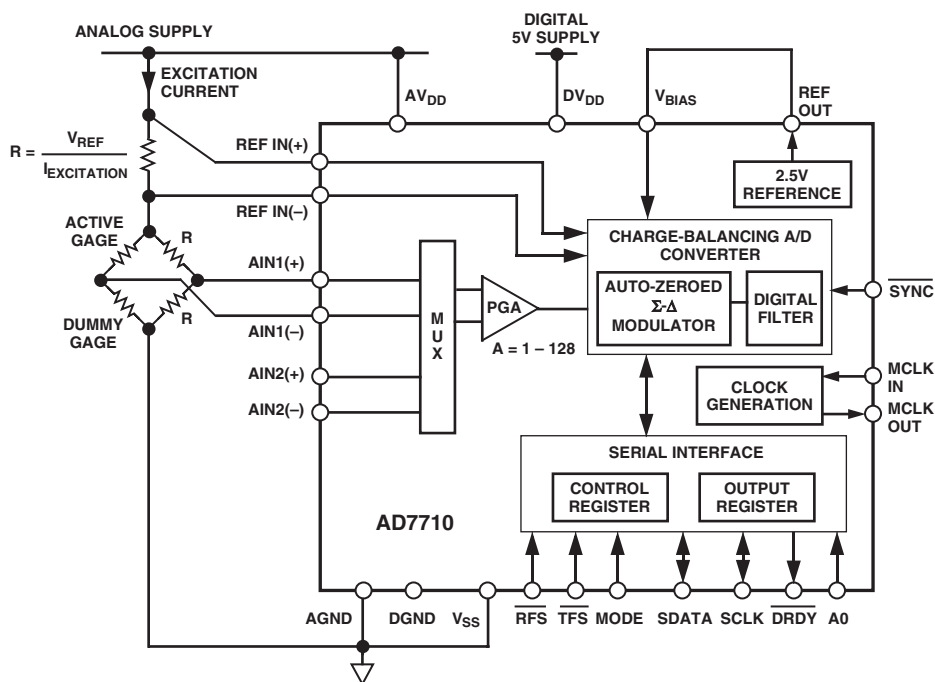 ANALOG SUPPLY
DIGITAL
5V SUPPLY
EXCITATION
CURRENT
AVDD
DVDD
VBIAS
REF
OUT
R =
VREF
IEXCITATION
REF IN(+)
2.5V
REFERENCE
REF IN(–)
ACTIVE
GAGE
R
CHARGE-BALANCING A/D
CONVERTER
AIN1(+)
MUX
PGA
AUTO-ZEROED
Σ-Δ
MODULATOR
DIGITAL
FILTER
SYNC
DUMMY
GAGE
R
AIN1(–)
A = 1 – 128
AIN2(+)
AIN2(–)
CLOCK
GENERATION
MCLK
IN
MCLK
OUT
SERIAL INTERFACE
CONTROL
REGISTER
OUTPUT
REGISTER
AD7710
AGND
DGND
VSS
RFS
TFS
MODE
SDATA
SCLK
DRDY
A0